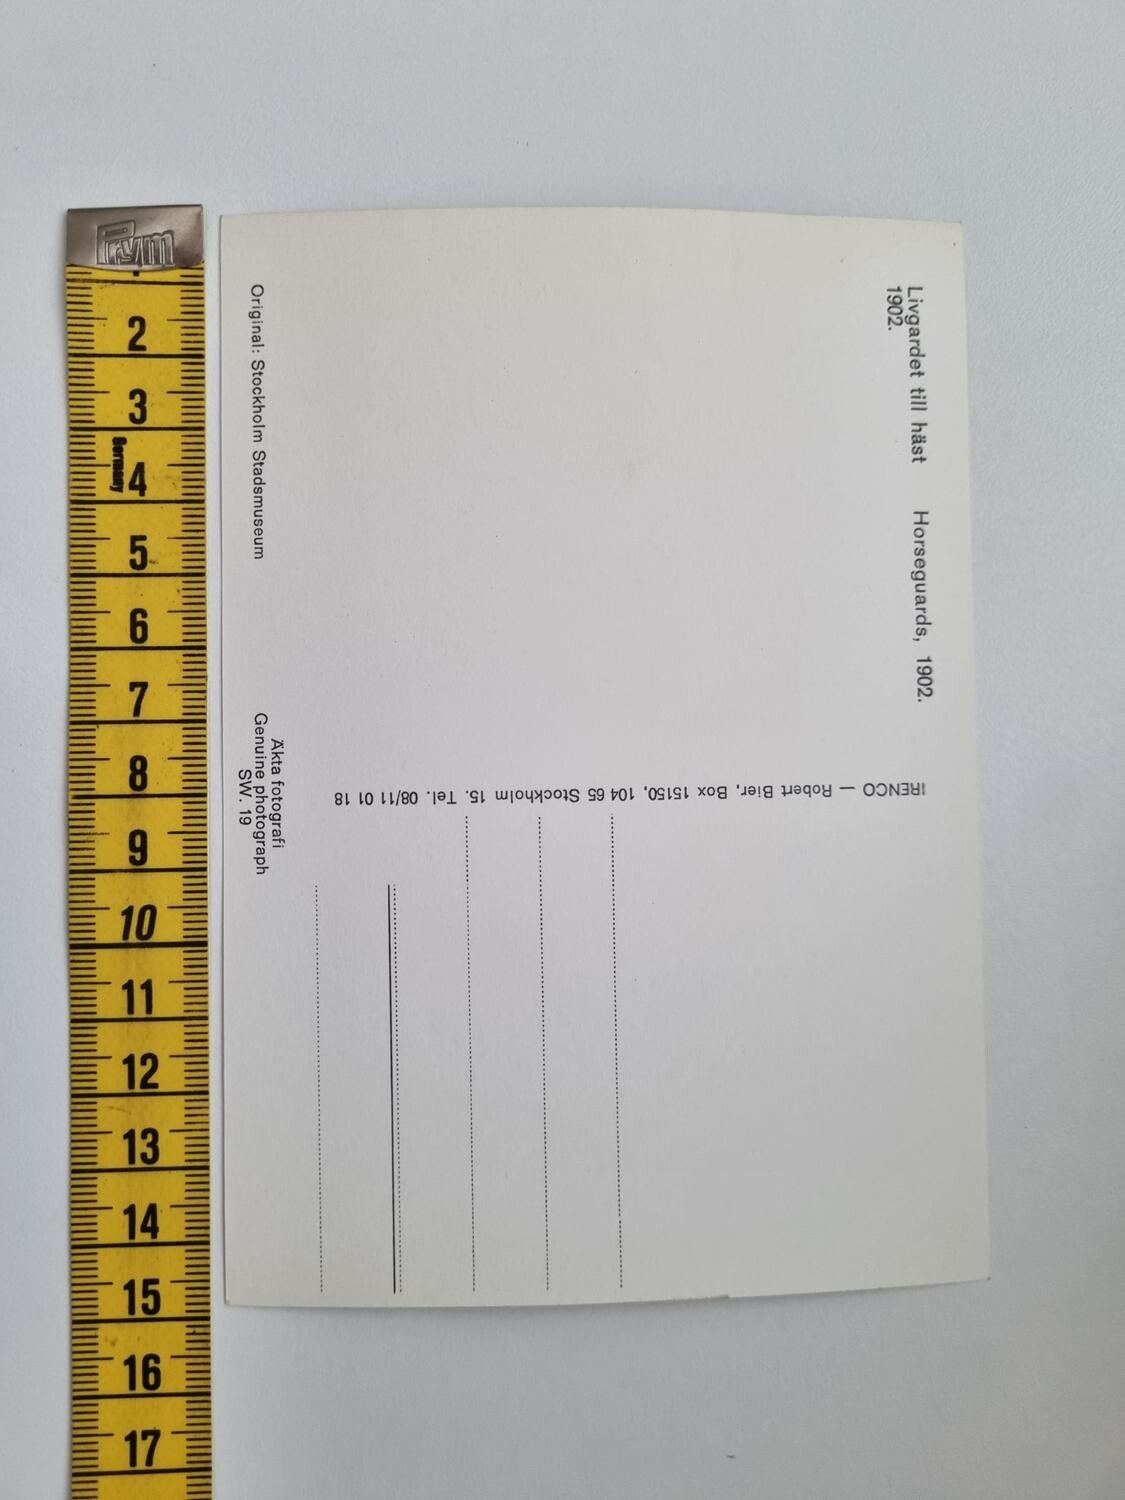 Livgardet till häst Horseguards, 1902.
1902.
IRENCO — Robert Bier, Box 15150, 104 65 Stockholm 15. Tel. 08/11 01 18
Original: Stockholm Stadsmuseum
Äkta fotografi
Genuine photograph
SW. 19
Prym
1
2
3
Germany
4
5
6
7
8
9
10
11
12
13
14
15
16
17